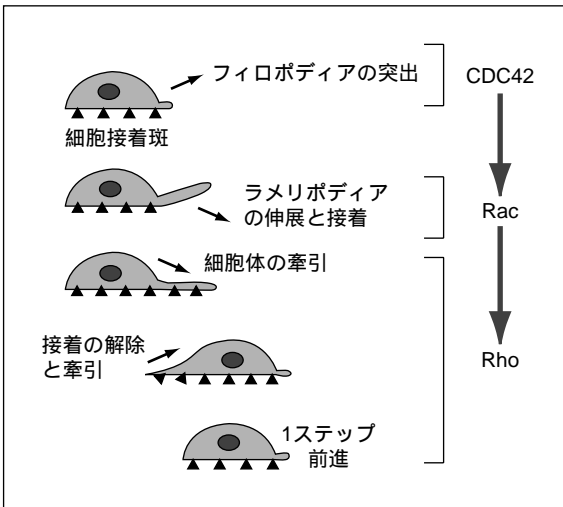 フィロポディアの突出
CDC42
細胞接着斑
ラメリポディア
の伸展と接着
Rac
細胞体の牽引
接着の解除
と牽引
Rho
1ステップ
前進